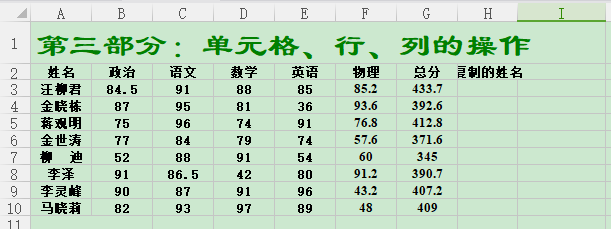 A B C D E F G H I
1 第三部分：单元格、行、列的操作
2 姓名 政治 语文 数学 英语 物理 总分 复制的姓名
3 汪柳君 84.5 91 88 85 85.2 433.7
4 金晓栋 87 95 81 36 93.6 392.6
5 蒋观明 75 96 74 91 76.8 412.8
6 金世涛 77 84 79 74 57.6 371.6
7 柳 迪 52 88 91 54 60 345
8 李泽 91 86.5 42 80 91.2 390.7
9 李灵峰 90 87 91 96 43.2 407.2
10 马晓莉 82 93 97 89 48 409
11